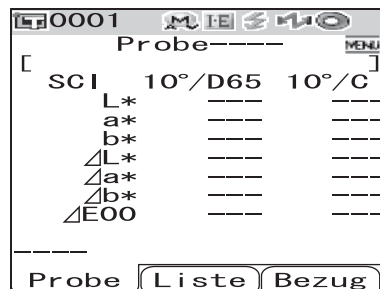 0001 M I·E
Probe---- MENU
[ ]
SCI 10°/D65 10°/C
L* --- ---
a* --- ---
b* --- ---
⊿L* --- ---
⊿a* --- ---
⊿b* --- ---
⊿E00 --- ---
----
Probe Liste Bezug